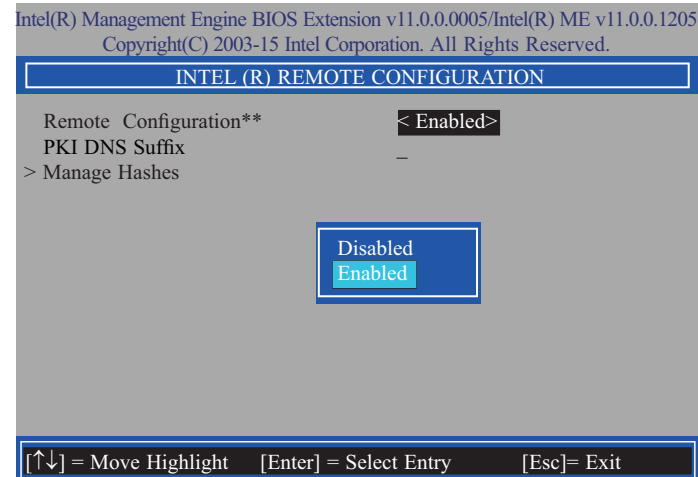 Intel(R) Management Engine BIOS Extension v11.0.0.0005/Intel(R) ME v11.0.0.1205
Copyright(C) 2003-15 Intel Corporation. All Rights Reserved.
INTEL (R) REMOTE CONFIGURATION
Remote Configuration** < Enabled>
PKI DNS Suffix _
> Manage Hashes
Disabled
Enabled
[↑↓] = Move Highlight [Enter] = Select Entry [Esc]= Exit